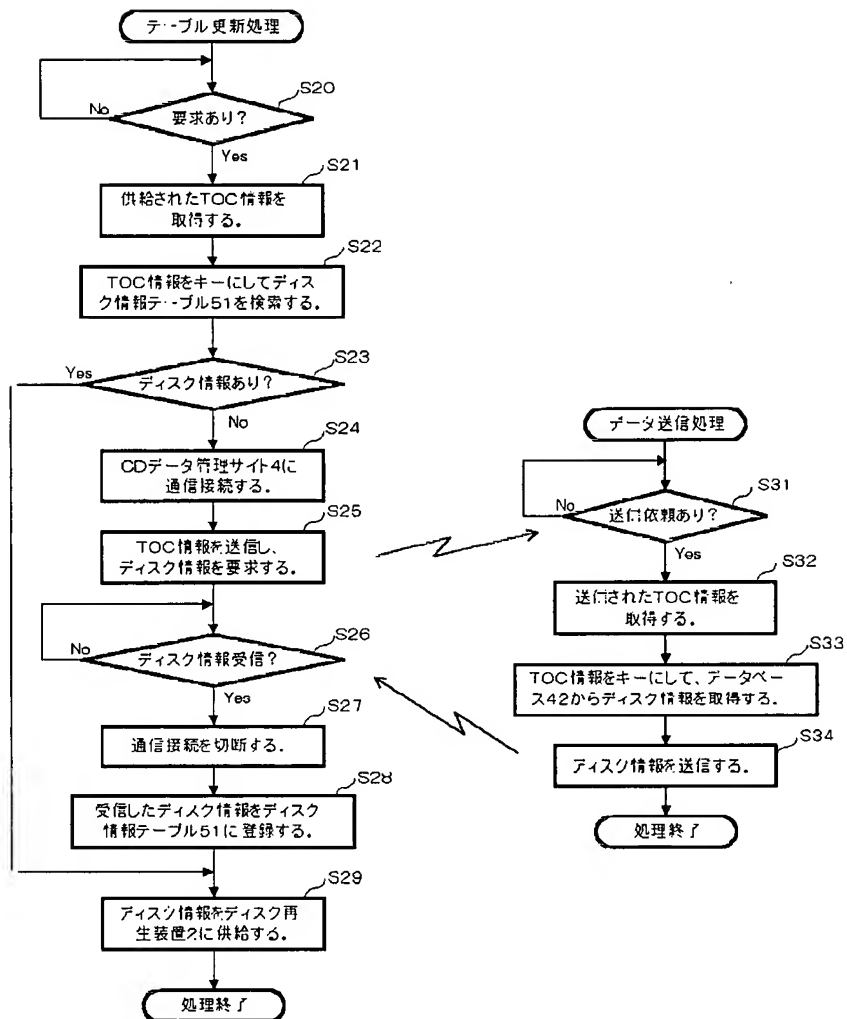 テーブル更新処理
S20
要求あり?
No
Yes
S21
供給されたTOC情報を
取得する。
S22
TOC情報をキーにしてディス
ク情報テーブル51を検索する。
S23
Yes
ディスク情報あり?
No
S24
CDデータ管理サイト4に
通信接続する。
S25
TOC情報を送信し、
ディスク情報を要求する。
S26
No
ディスク情報受信?
Yes
S27
通信接続を切断する。
S28
受信したディスク情報をディスク
情報テーブル51に登録する。
S29
ディスク情報をディスク再
生装置2に供給する。
処理終了
データ送信処理
S31
No
送信依頼あり?
Yes
S32
送信されたTOC情報を
取得する。
S33
TOC情報をキーにして、データベー
ス42からディスク情報を取得する。
S34
ディスク情報を送信する。
処理終了